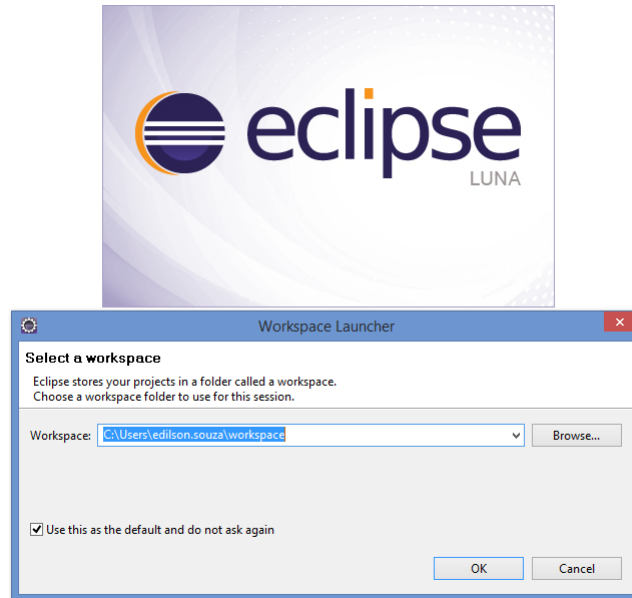 eclipse
LUNA
Workspace Launcher
Select a workspace
Eclipse stores your projects in a folder called a workspace.
Choose a workspace folder to use for this session.
Workspace: C:\Users\edilson.souza\workspace Browse...
Use this as the default and do not ask again
OK Cancel